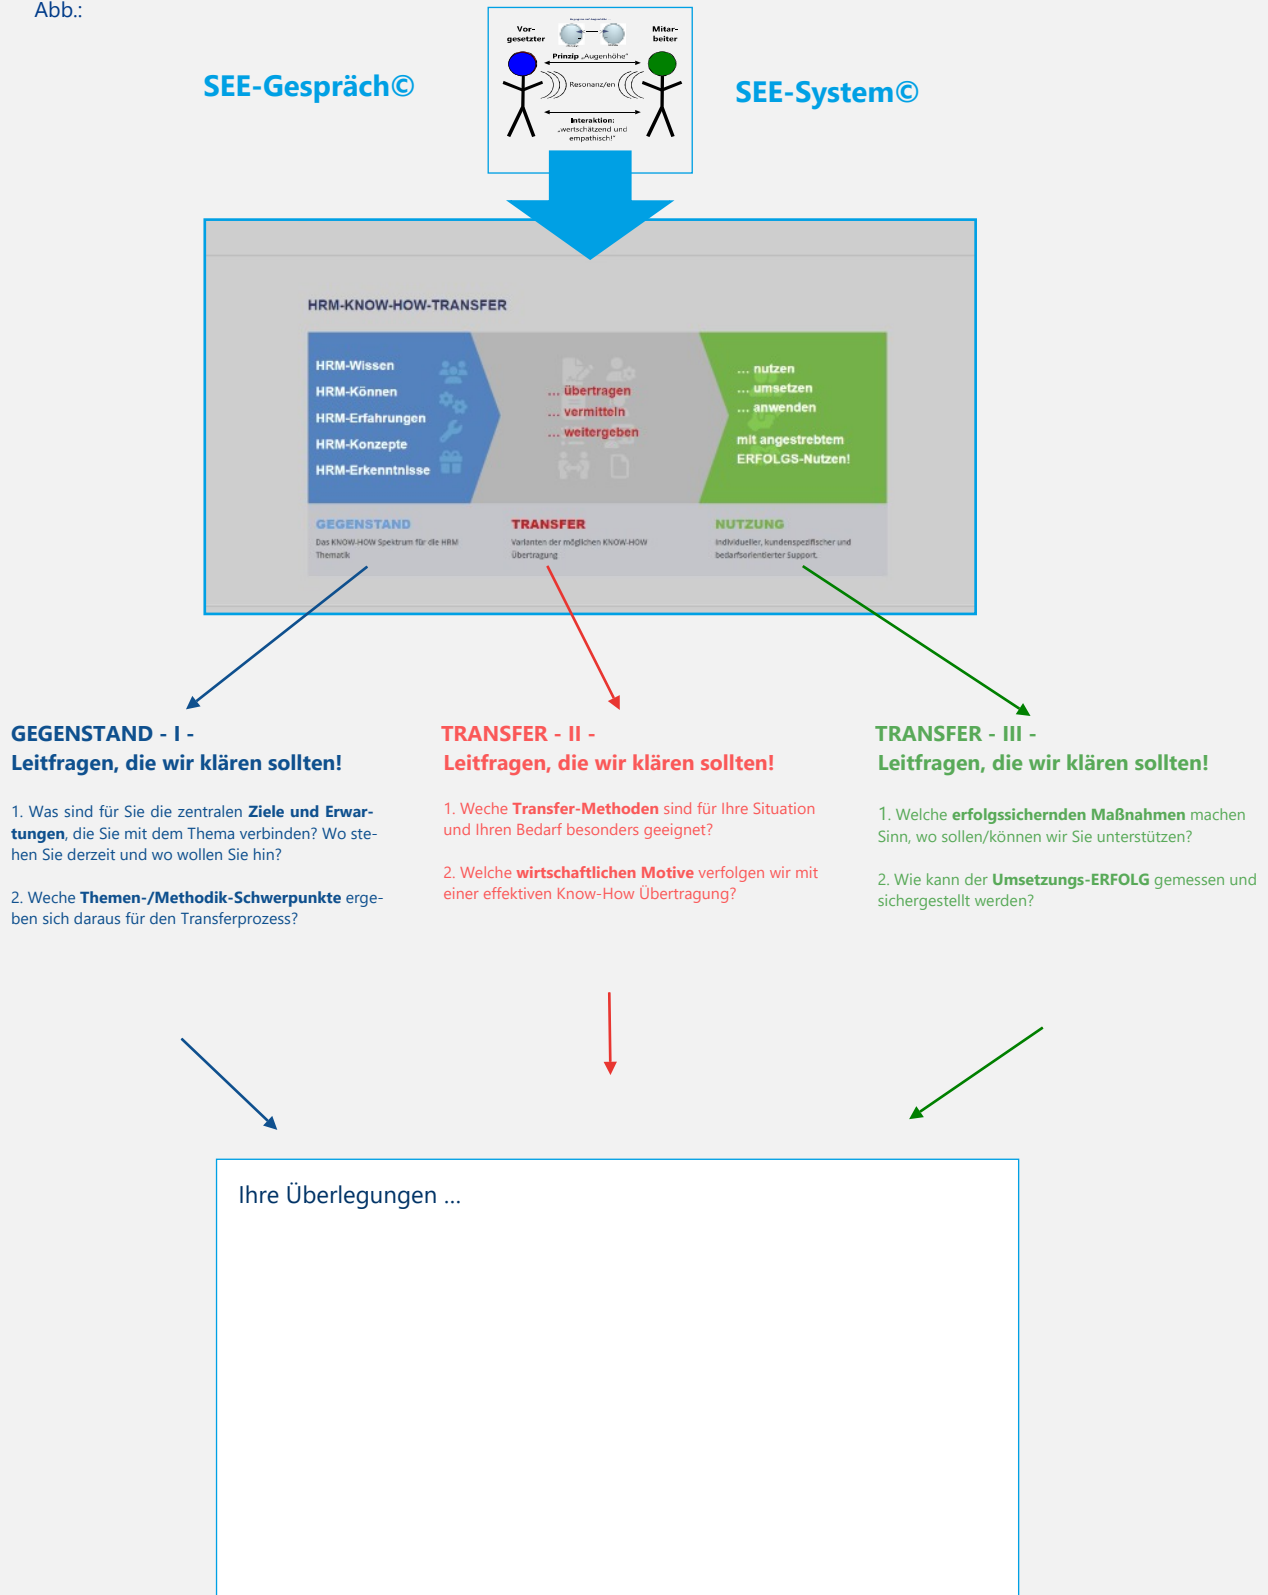 Abb.:
SEE-Gespräch©
SEE-System©
Vor-
gesetzter
Mitar-
beiter
Prinzip „Augenhöhe"
Resonanz/en
Interaktion:
„wertschätzend und
empathisch!"
HRM-KNOW-HOW-TRANSFER
HRM-Wissen
HRM-Können
HRM-Erfahrungen
HRM-Konzepte
HRM-Erkenntnisse
... übertragen
... vermitteln
... weitergeben
... nutzen
... umsetzen
... anwenden
mit angestrebtem
ERFOLGS-Nutzen!
GEGENSTAND
Das KNOW-HOW Spektrum für die HRM
Thematik
TRANSFER
Varianten der möglichen KNOW-HOW
Übertragung
NUTZUNG
Individueller, kundenspezifischer und
bedarfsorientierter Support.
GEGENSTAND - I -
Leitfragen, die wir klären sollten!
1. Was sind für Sie die zentralen Ziele und Erwar-
tungen, die Sie mit dem Thema verbinden? Wo ste-
hen Sie derzeit und wo wollen Sie hin?
2. Weche Themen-/Methodik-Schwerpunkte erge-
ben sich daraus für den Transferprozess?
TRANSFER - II -
Leitfragen, die wir klären sollten!
1. Weche Transfer-Methoden sind für Ihre Situation
und Ihren Bedarf besonders geeignet?
2. Welche wirtschaftlichen Motive verfolgen wir mit
einer effektiven Know-How Übertragung?
TRANSFER - III -
Leitfragen, die wir klären sollten!
1. Welche erfolgssichernden Maßnahmen machen
Sinn, wo sollen/können wir Sie unterstützen?
2. Wie kann der Umsetzungs-ERFOLG gemessen und
sichergestellt werden?
Ihre Überlegungen ...